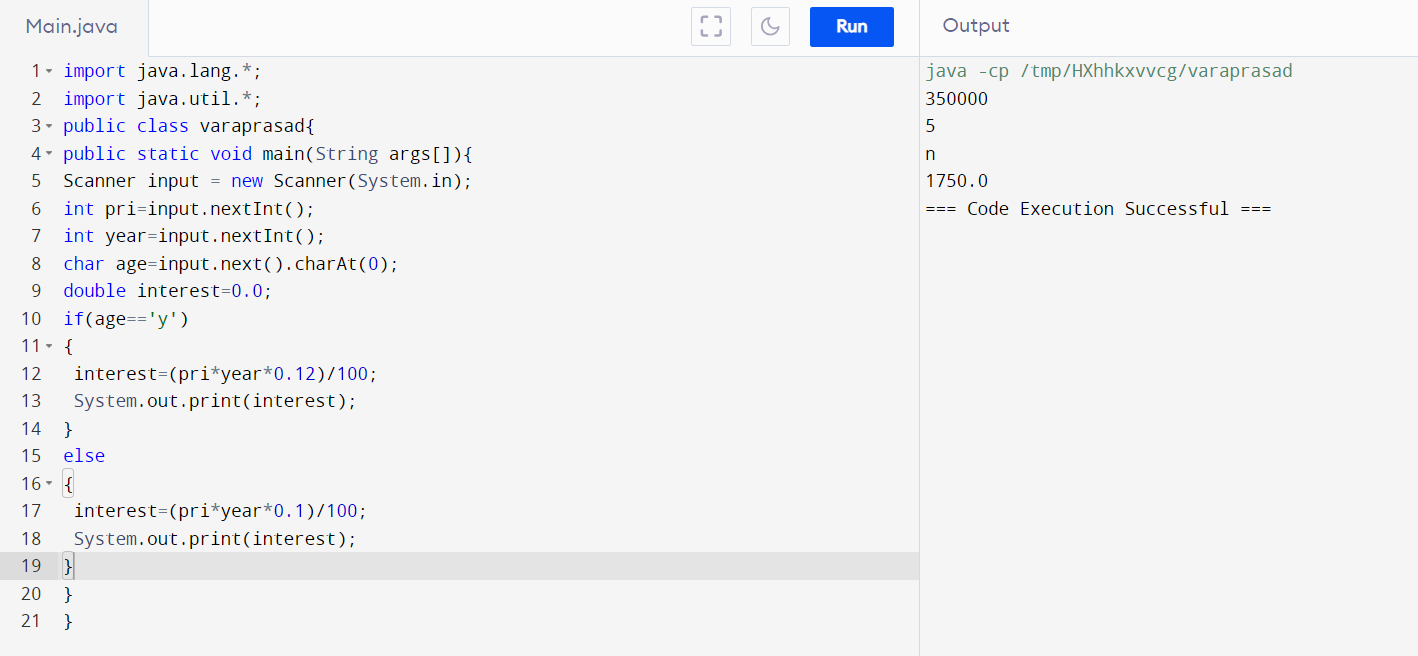 Main.java
Run
Output
1 import java.lang.*;
2 import java.util.*;
3 public class varaprasad{
4 public static void main(String args[]){
5 Scanner input = new Scanner(System.in);
6 int pri=input.nextInt();
7 int year=input.nextInt();
8 char age=input.next().charAt(0);
9 double interest=0.0;
10 if(age=='y')
11 {
12  interest=(pri*year*0.12)/100;
13  System.out.print(interest);
14 }
15 else
16 {
17  interest=(pri*year*0.1)/100;
18  System.out.print(interest);
19 }
20 }
21 }
java -cp /tmp/HXhhkxvvcg/varaprasad
350000
5
n
1750.0
=== Code Execution Successful ===